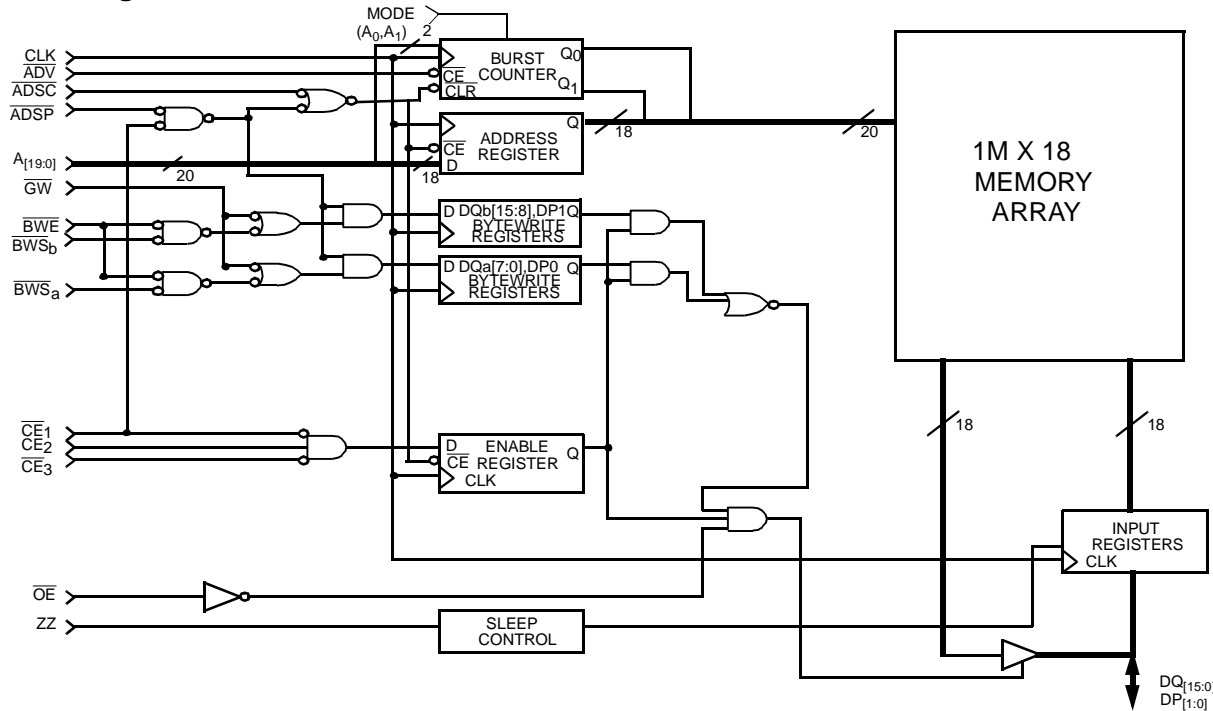 MODE
(A0,A1)
2
CLK
ADV
ADSC
ADSP
A[19:0]
20
GW
BWE
BWSb
BWSa
CE1
CE2
CE3
OE
ZZ
BURST
COUNTER
Q0
Q1
CE
CLR
ADDRESS
REGISTER
Q
CE
D
18
18
20
D DQb[15:8],DP1 Q
BYTEWRITE
REGISTERS
D DQa[7:0],DP0 Q
BYTEWRITE
REGISTERS
D ENABLE Q
CE REGISTER
CLK
SLEEP
CONTROL
1M X 18
MEMORY
ARRAY
18
18
INPUT
REGISTERS
CLK
DQ[15:0]
DP[1:0]